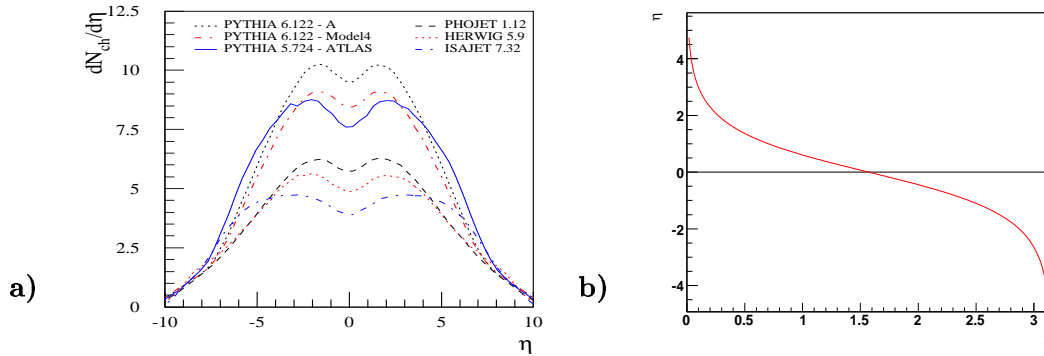 dN_ch/dη
12.5
10
7.5
5
2.5
0
-10
-5
0
5
10
η
PYTHIA 6.122 - A
PYTHIA 6.122 - Model4
PYTHIA 5.724 - ATLAS
PHOJET 1.12
HERWIG 5.9
ISAJET 7.32
a)
η
4
2
0
-2
-4
0
0.5
1
1.5
2
2.5
3
b)